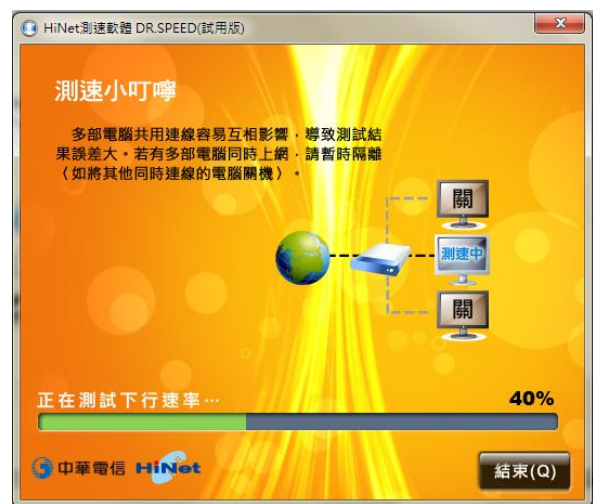 HiNet測速軟體 DR.SPEED(試用版)
測速小叮嚀
多部電腦共用連線容易互相影響，導致測試結
果誤差大。若有多部電腦同時上網，請暫時隔離
（如將其他同時連線的電腦關機）。
關
測速中
關
正在測試下行速率… 40%
中華電信 HiNet
結束(Q)